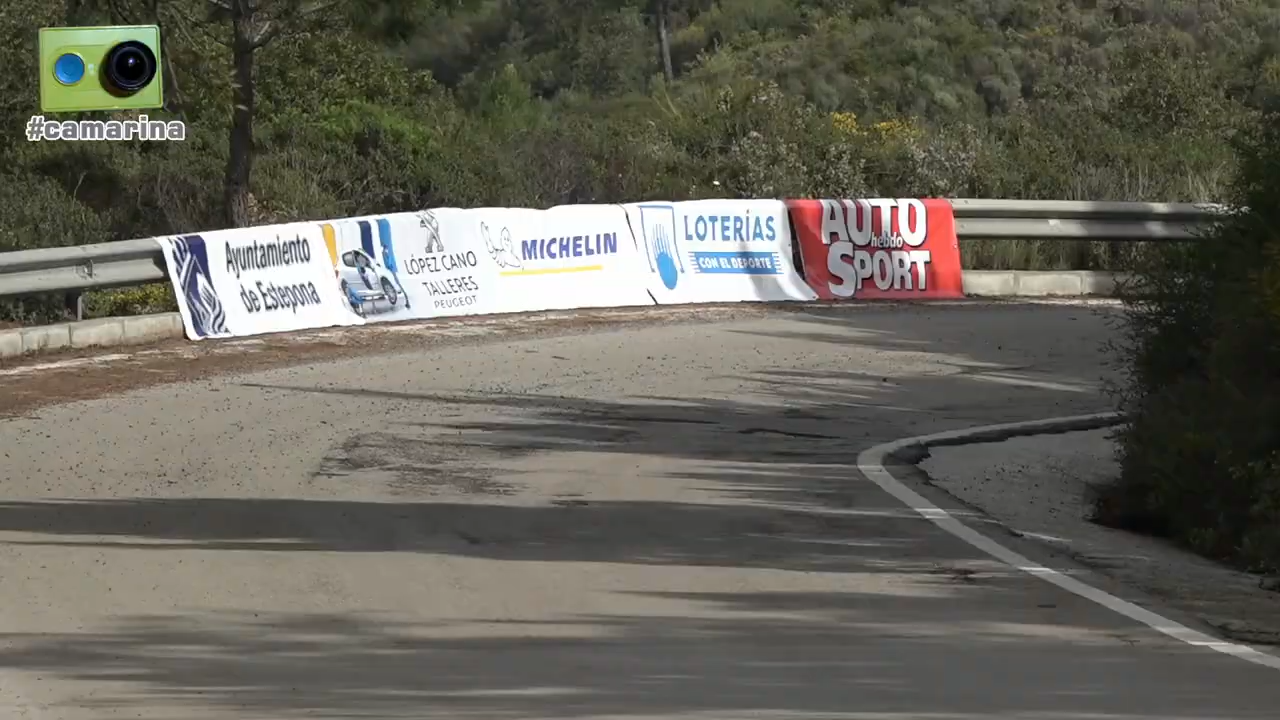 #camarina
Ayuntamiento
de Estepona
LÓPEZ CANO
TALLERES
PEUGEOT
MICHELIN
LOTERÍAS
CON EL DEPORTE
AUTO
hebdo
SPORT